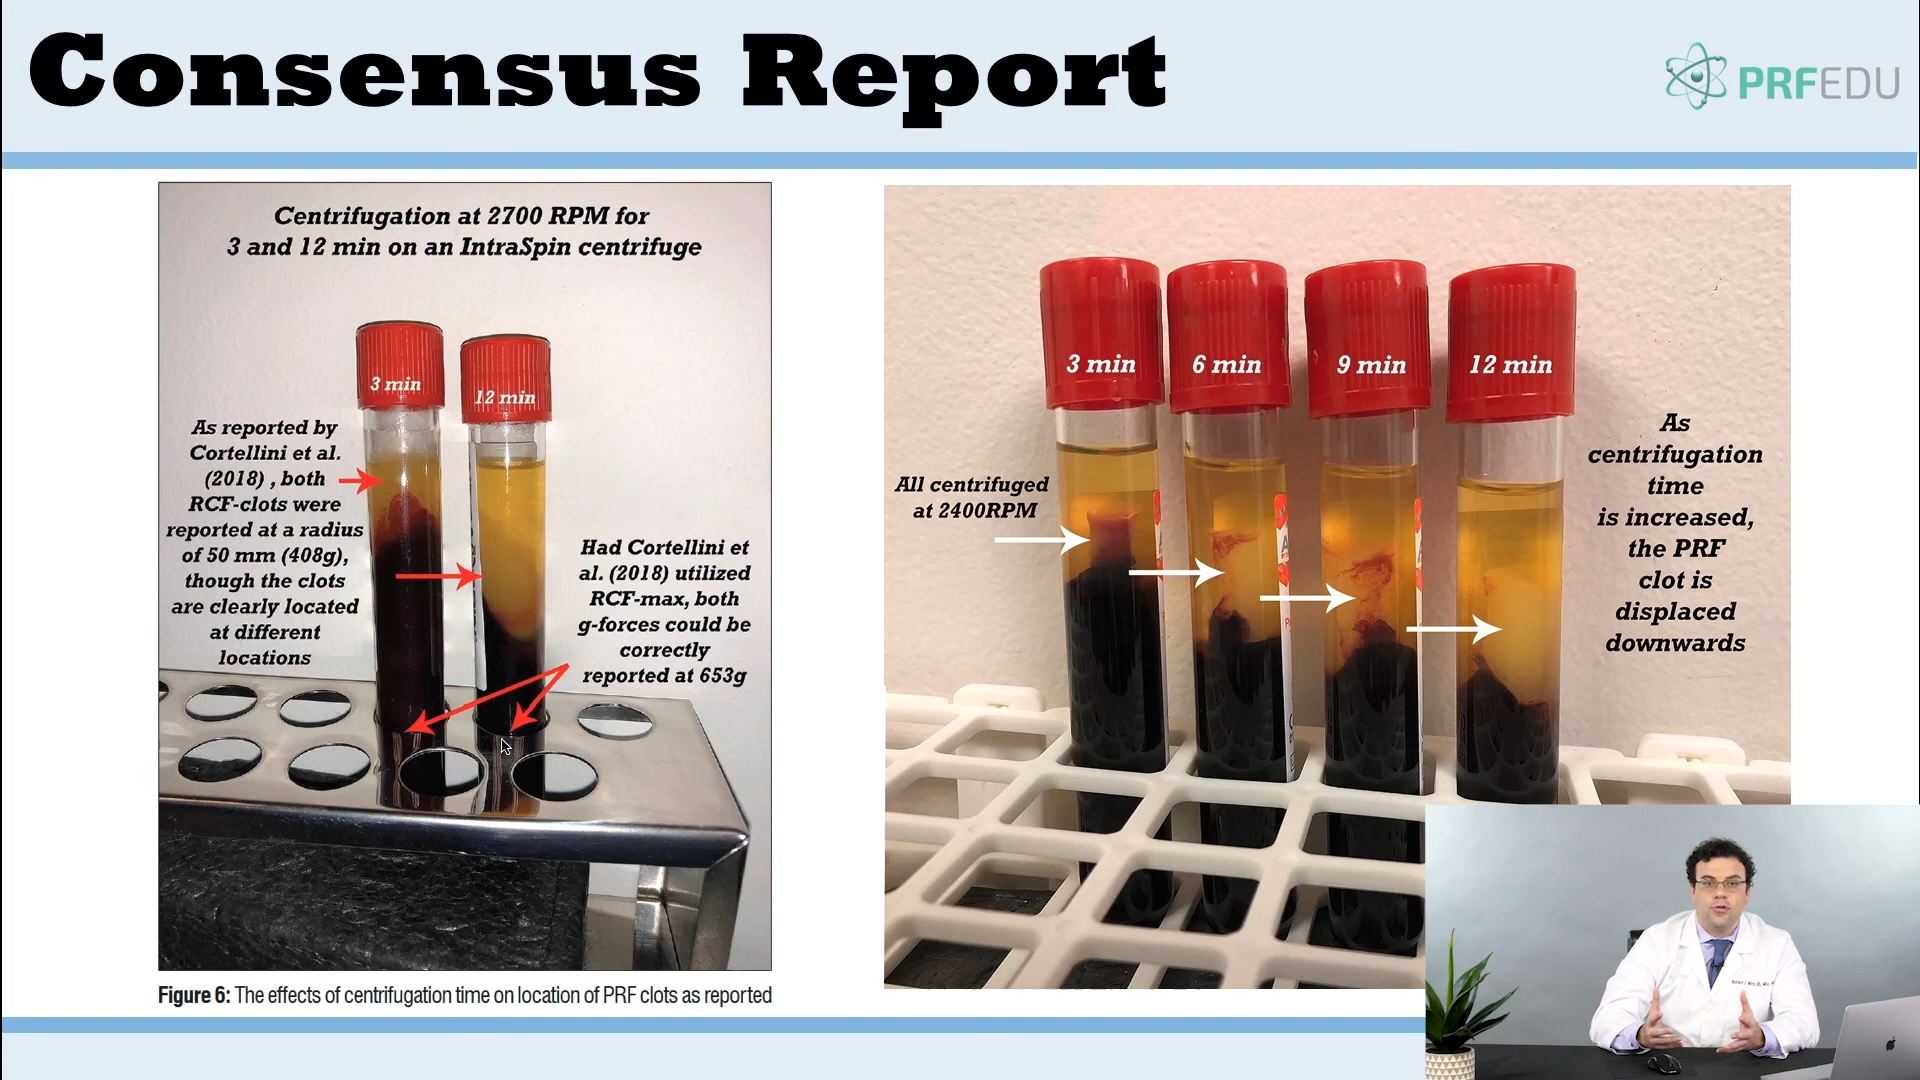 Consensus Report
PRFEDU
Centrifugation at 2700 RPM for
3 and 12 min on an IntraSpin centrifuge
3 min
12 min
As reported by
Cortellini et al.
(2018) , both
RCF-clots were
reported at a radius
of 50 mm (408g),
though the clots
are clearly located
at different
locations
Had Cortellini et
al. (2018) utilized
RCF-max, both
g-forces could be
correctly
reported at 653g
Figure 6: The effects of centrifugation time on location of PRF clots as reported
3 min
6 min
9 min
12 min
All centrifuged
at 2400RPM
As
centrifugation
time
is increased,
the PRF
clot is
displaced
downwards